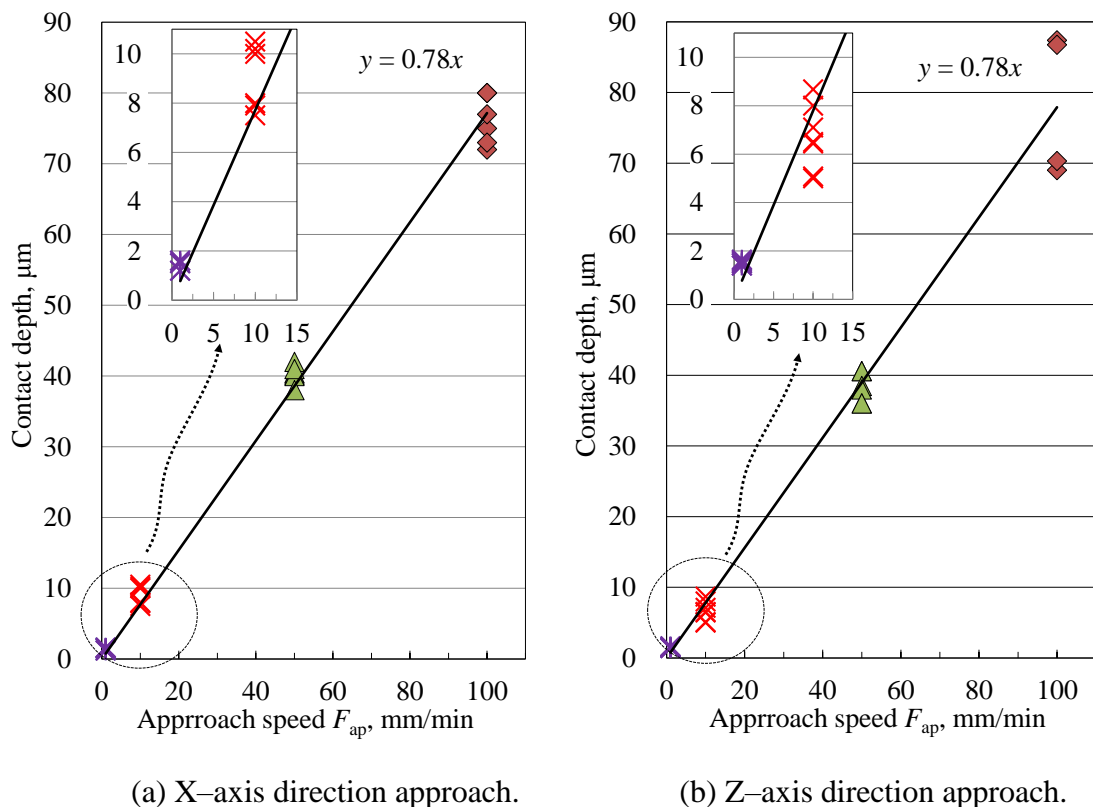 90
80
70
60
50
40
30
20
10
0
Contact depth, μm
10
8
6
4
2
0
0 5 10 15
y = 0.78x
0 20 40 60 80 100
Apprroach speed Fap, mm/min
(a) X–axis direction approach.
90
80
70
60
50
40
30
20
10
0
Contact depth, μm
10
8
6
4
2
0
0 5 10 15
y = 0.78x
0 20 40 60 80 100
Apprroach speed Fap, mm/min
(b) Z–axis direction approach.